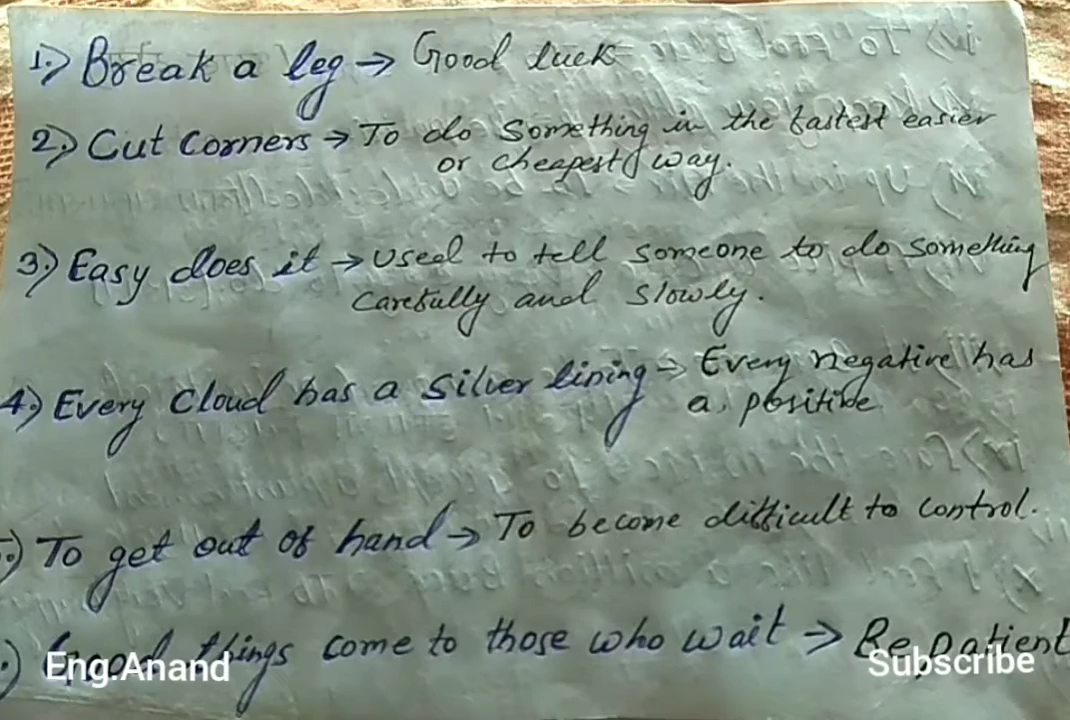 1.) Break a leg → Good luck
2.) Cut Corners → To do something in the fastest easier
or cheapest way.
3.) Easy does it → Used to tell someone to do something
carefully and slowly.
4.) Every cloud has a silver lining → Every negative has
a positive
.) To get out of hand → To become difficult to control.
.) Good things come to those who wait → Be patient
Eng.Anand
Subscribe